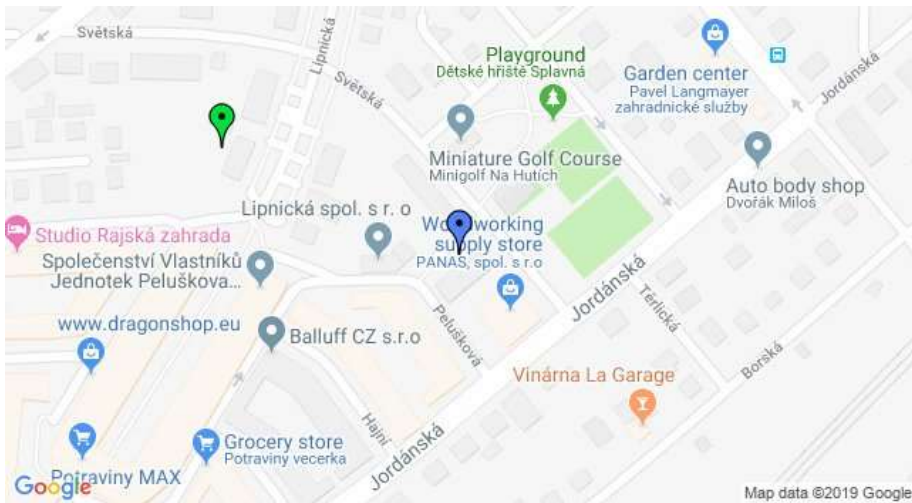 Světská
Lipnická
Světská
Playground
Dětské hřiště Splavná
Garden center
Pavel Langmayer
zahradnické služby
Jordánská
Miniature Golf Course
Minigolf Na Hutích
Auto body shop
Dvořák Miloš
Lipnická spol. s r. o
Studio Rajská zahrada
supply store
PANAS, spol. s r.o
Společenství Vlastníků
Jednotek Peluškova...
Jordánská
Térlická
Pelušková
www.dragonshop.eu
Balluff CZ s.r.o
Borská
Vinárna La Garage
Hajní
Grocery store
Potraviny vecerka
Jordánská
Potraviny MAX
Google
Map data ©2019 Google